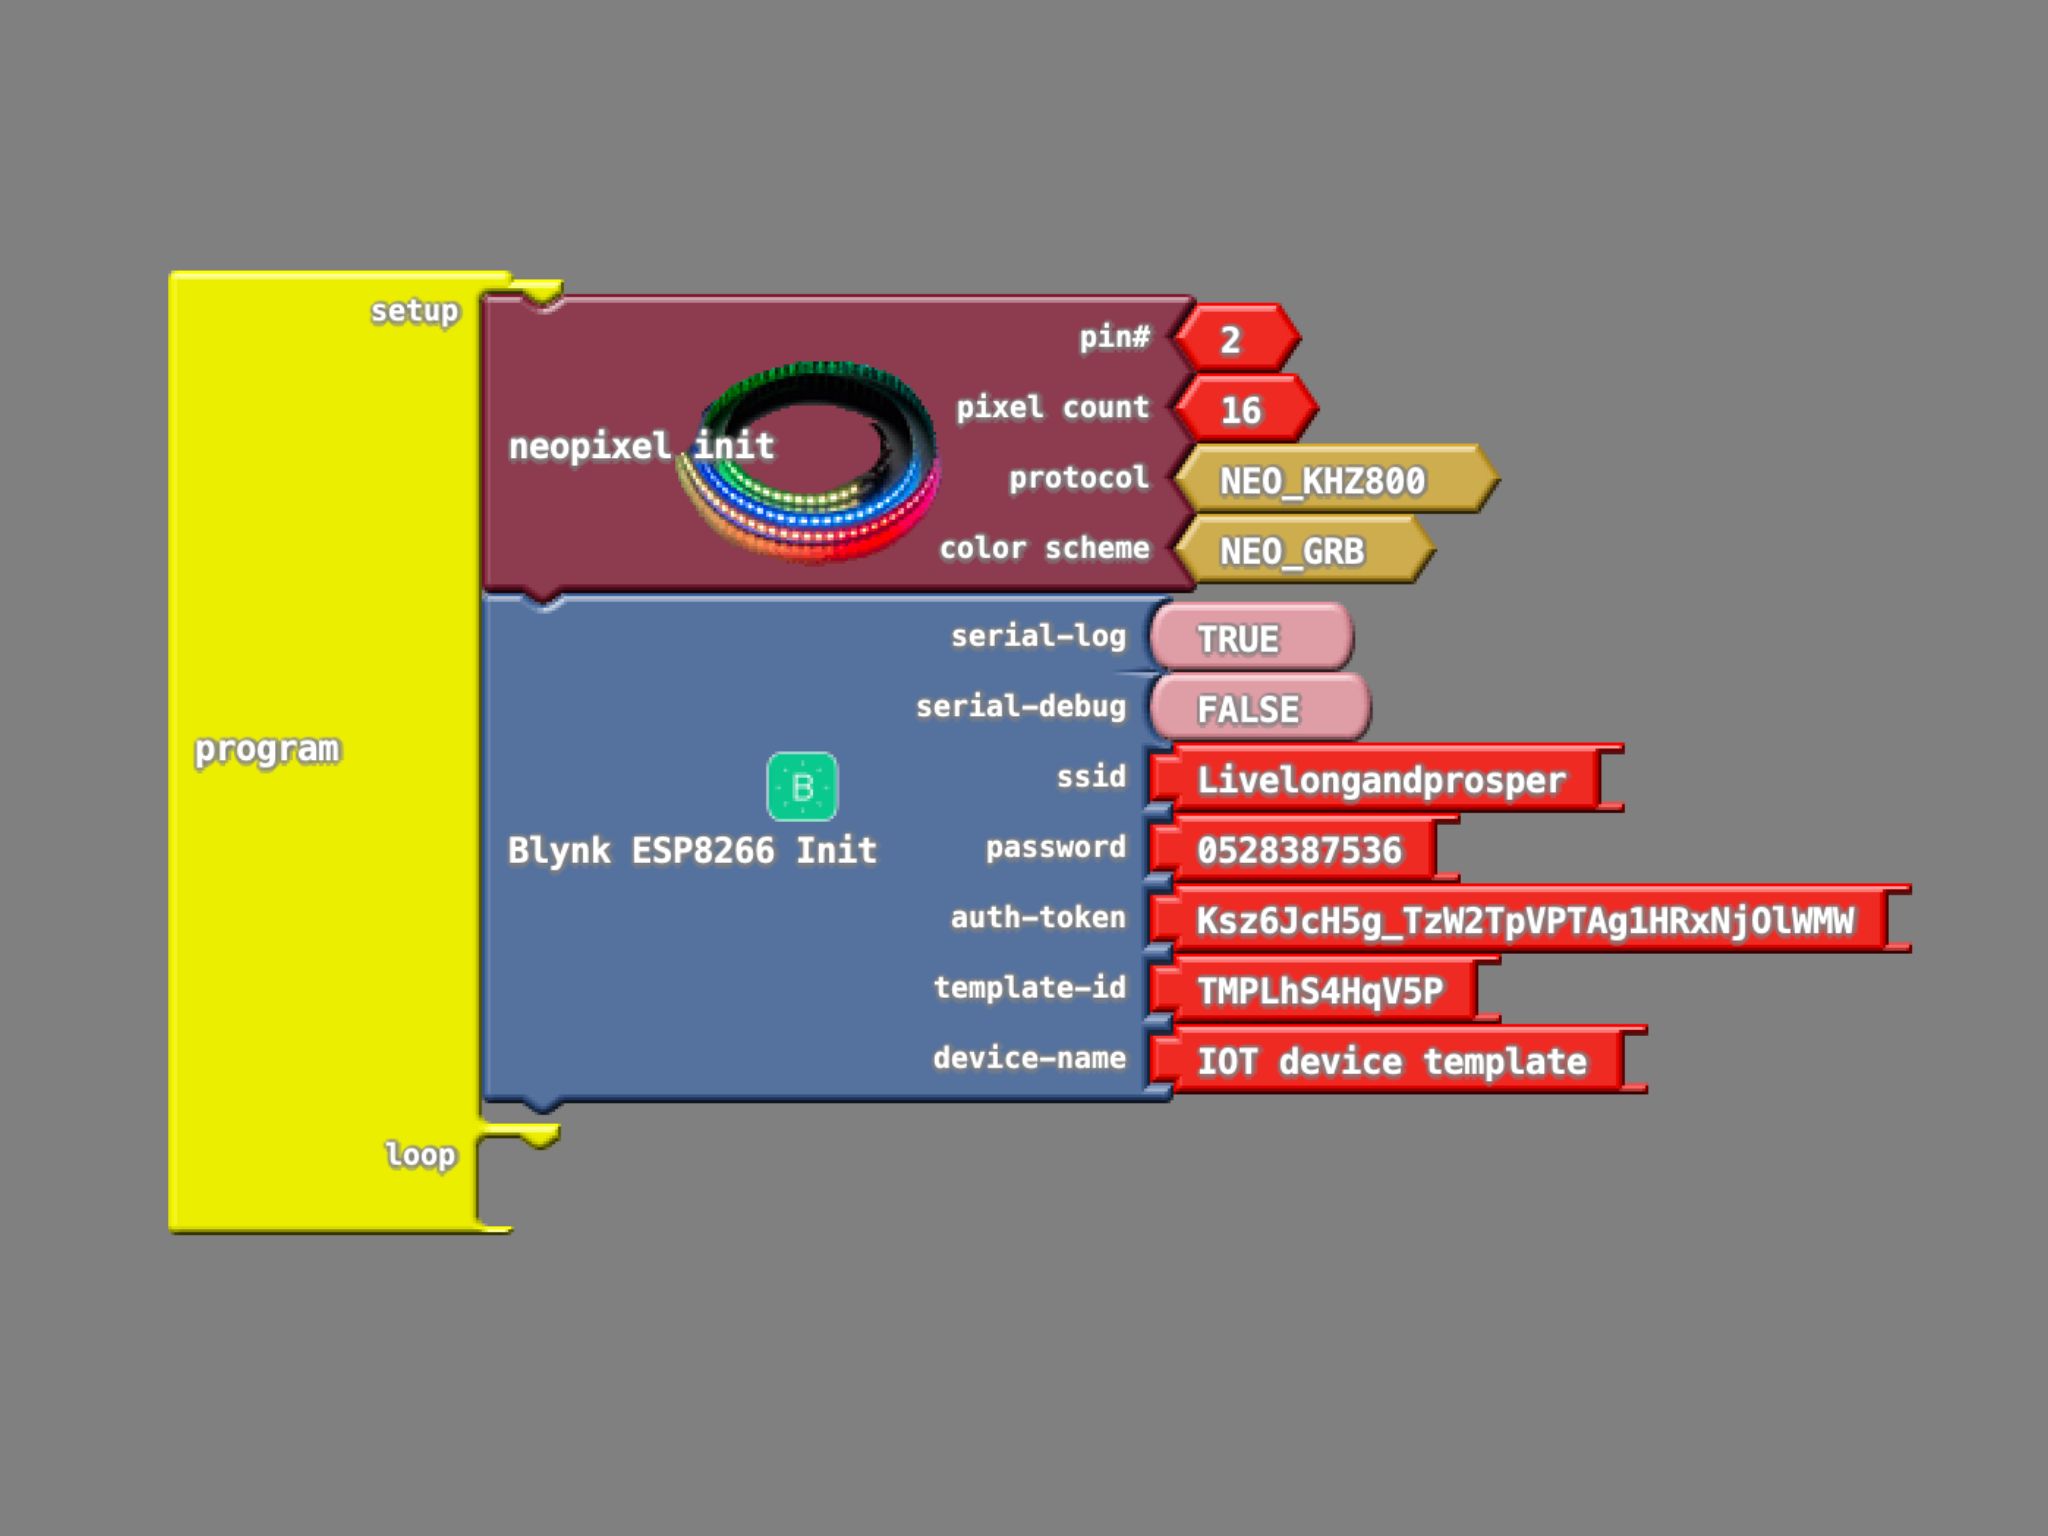 setup
pin# 2
pixel count 16
neopixel init
protocol NEO_KHZ800
color scheme NEO_GRB
serial-log TRUE
serial-debug FALSE
program
B
ssid Livelongandprosper
Blynk ESP8266 Init
password 0528387536
auth-token Ksz6JcH5g_TzW2TpVPTAg1HRxNjOlWMW
template-id TMPLhS4HqV5P
device-name IOT device template
loop